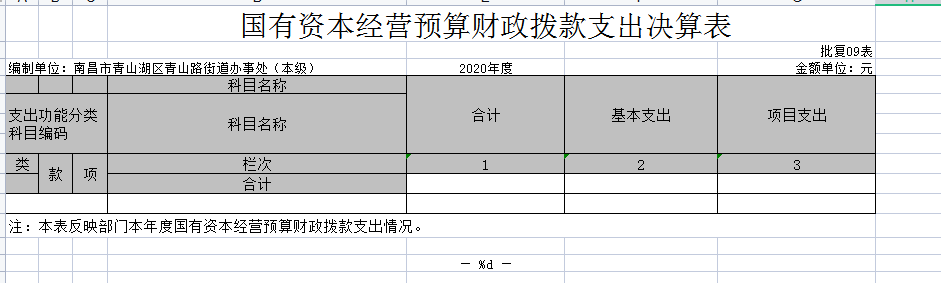 国有资本经营预算财政拨款支出决算表
批复09表
编制单位：南昌市青山湖区青山路街道办事处（本级） 2020年度 金额单位：元
科目名称
支出功能分类科目编码 科目名称 合计 基本支出 项目支出
类 款 项 栏次 1 2 3
合计
注：本表反映部门本年度国有资本经营预算财政拨款支出情况。
— %d —